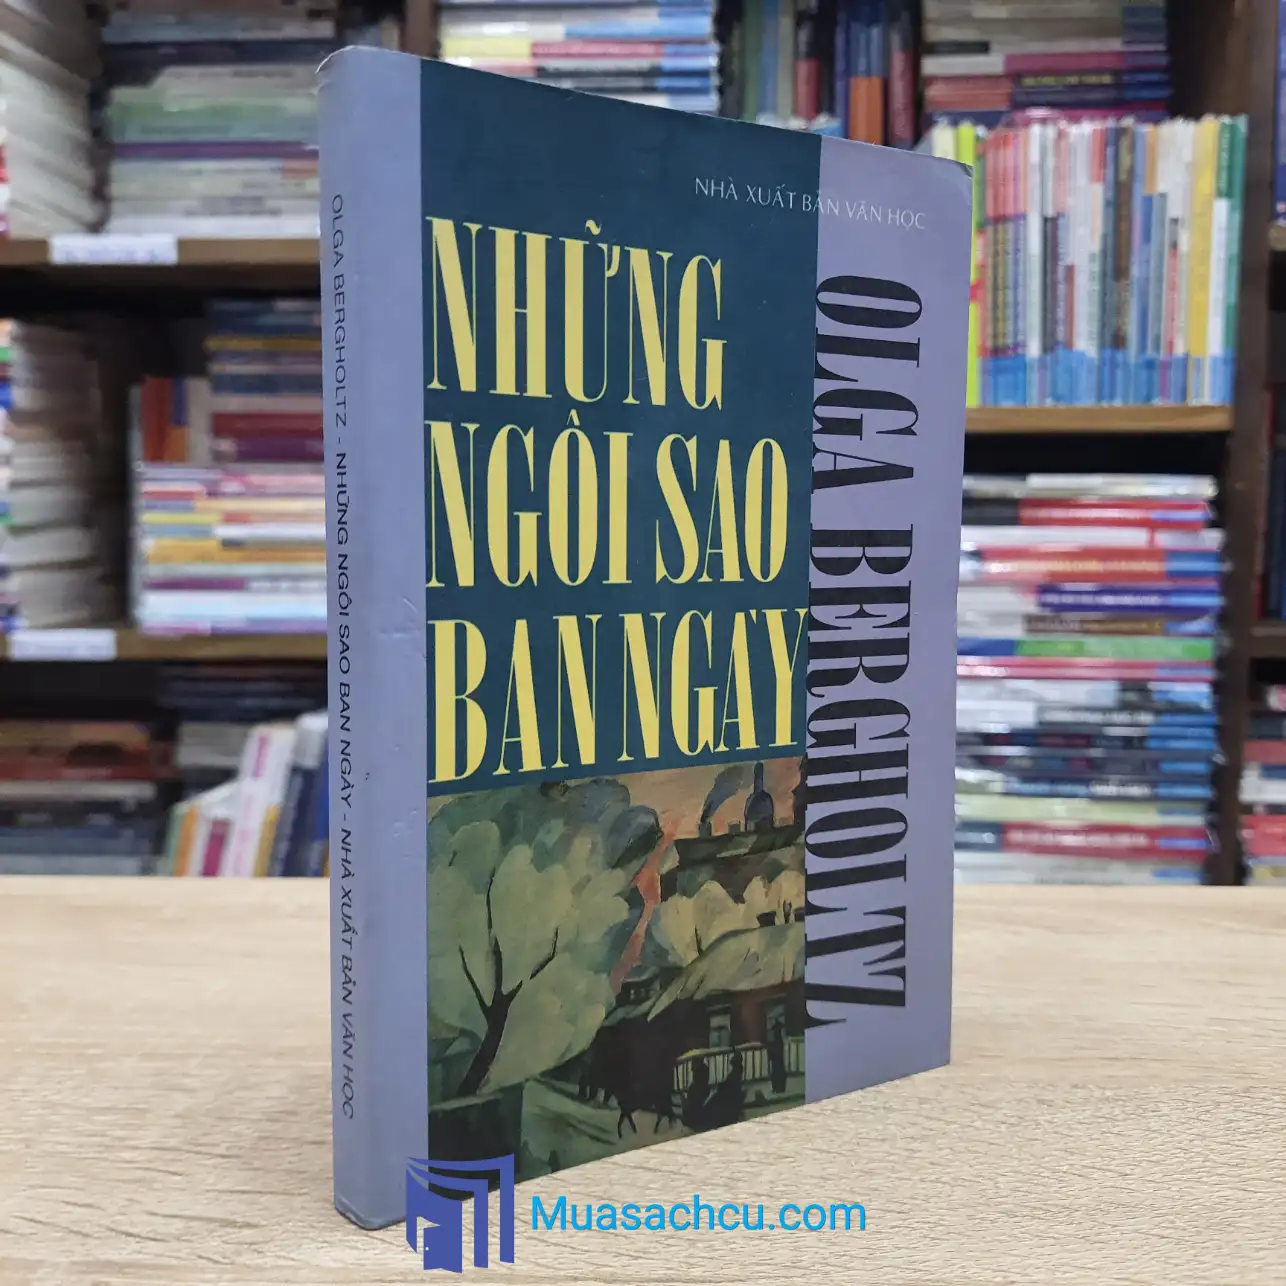 NHÀ XUẤT BẢN VĂN HỌC
NHỮNG
NGÔI SAO
BAN NGÀY
OLGA BERGHOLTZ
OLGA BERGHOLTZ - NHỮNG NGÔI SAO BAN NGÀY - NHÀ XUẤT BẢN VĂN HỌC
Muasachcu.com